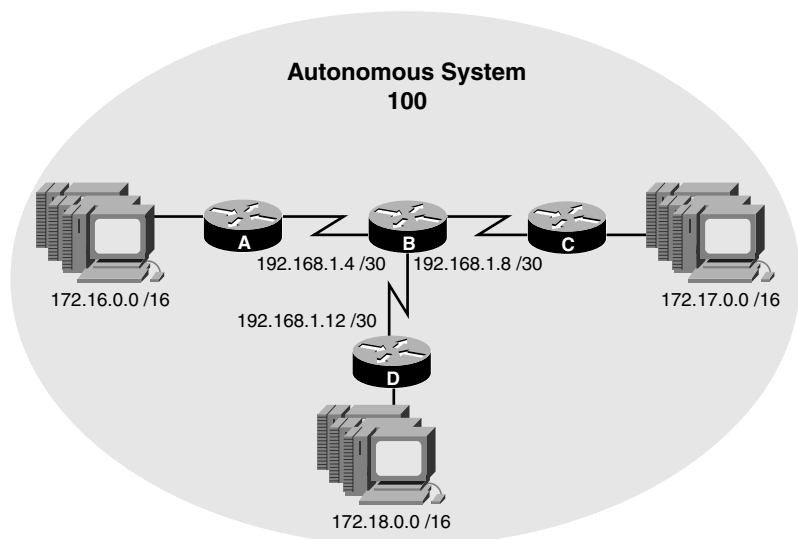 Autonomous System
100
A
B
C
192.168.1.4 /30
192.168.1.8 /30
172.16.0.0 /16
172.17.0.0 /16
192.168.1.12 /30
D
172.18.0.0 /16